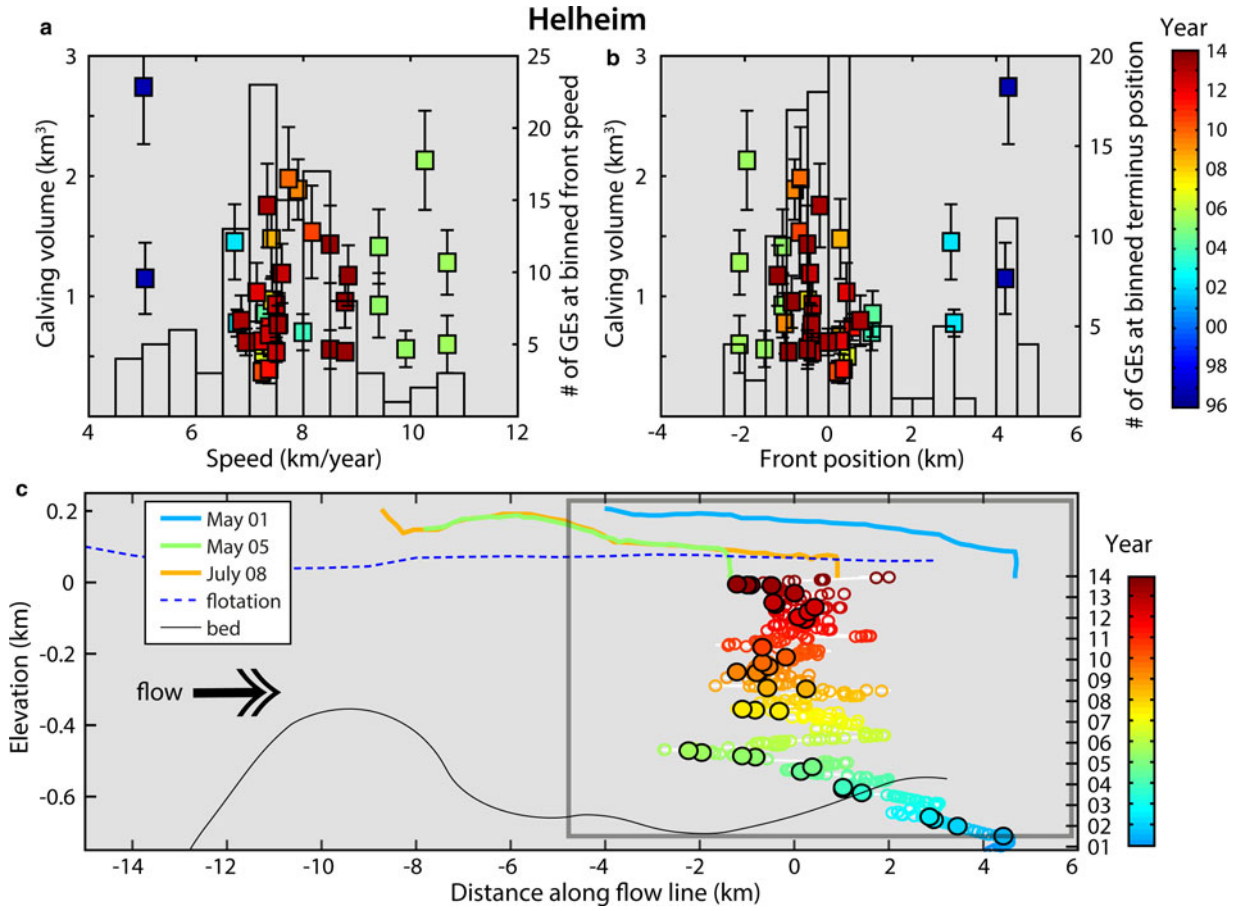 Helheim
a
b
Year
3
2
1
Calving volume (km³)
25
20
15
10
5
# of GEs at binned front speed
4 6 8 10 12
Speed (km/year)
3
2
1
Calving volume (km³)
20
15
10
5
# of GEs at binned terminus position
-4 -2 0 2 4 6
Front position (km)
14
12
10
08
06
04
02
00
98
96
c
0.2
0
-0.2
-0.4
-0.6
Elevation (km)
May 01
May 05
July 08
flotation
bed
flow
-14 -12 -10 -8 -6 -4 -2 0 2 4 6
Distance along flow line (km)
Year
14
13
12
11
10
09
08
07
06
05
04
03
02
01